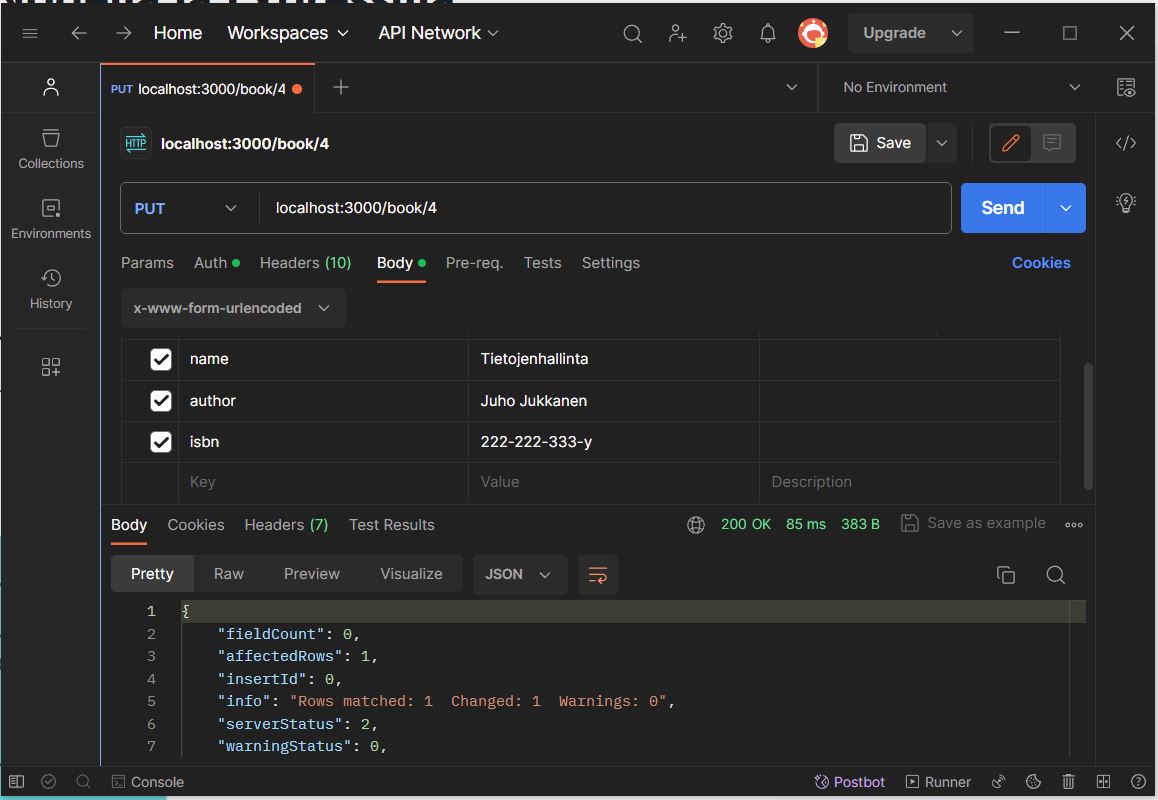 Home Workspaces API Network Upgrade
PUT localhost:3000/book/4 No Environment
HTTP localhost:3000/book/4 Save
PUT localhost:3000/book/4 Send
Collections
Environments
History
Params Auth Headers (10) Body Pre-req. Tests Settings Cookies
x-www-form-urlencoded
name Tietojenhallinta
author Juho Jukkanen
isbn 222-222-333-y
Key Value Description
Body Cookies Headers (7) Test Results 200 OK 85 ms 383 B Save as example
Pretty Raw Preview Visualize JSON
1 {
2 "fieldCount": 0,
3 "affectedRows": 1,
4 "insertId": 0,
5 "info": "Rows matched: 1  Changed: 1  Warnings: 0",
6 "serverStatus": 2,
7 "warningStatus": 0,
Console Postbot Runner